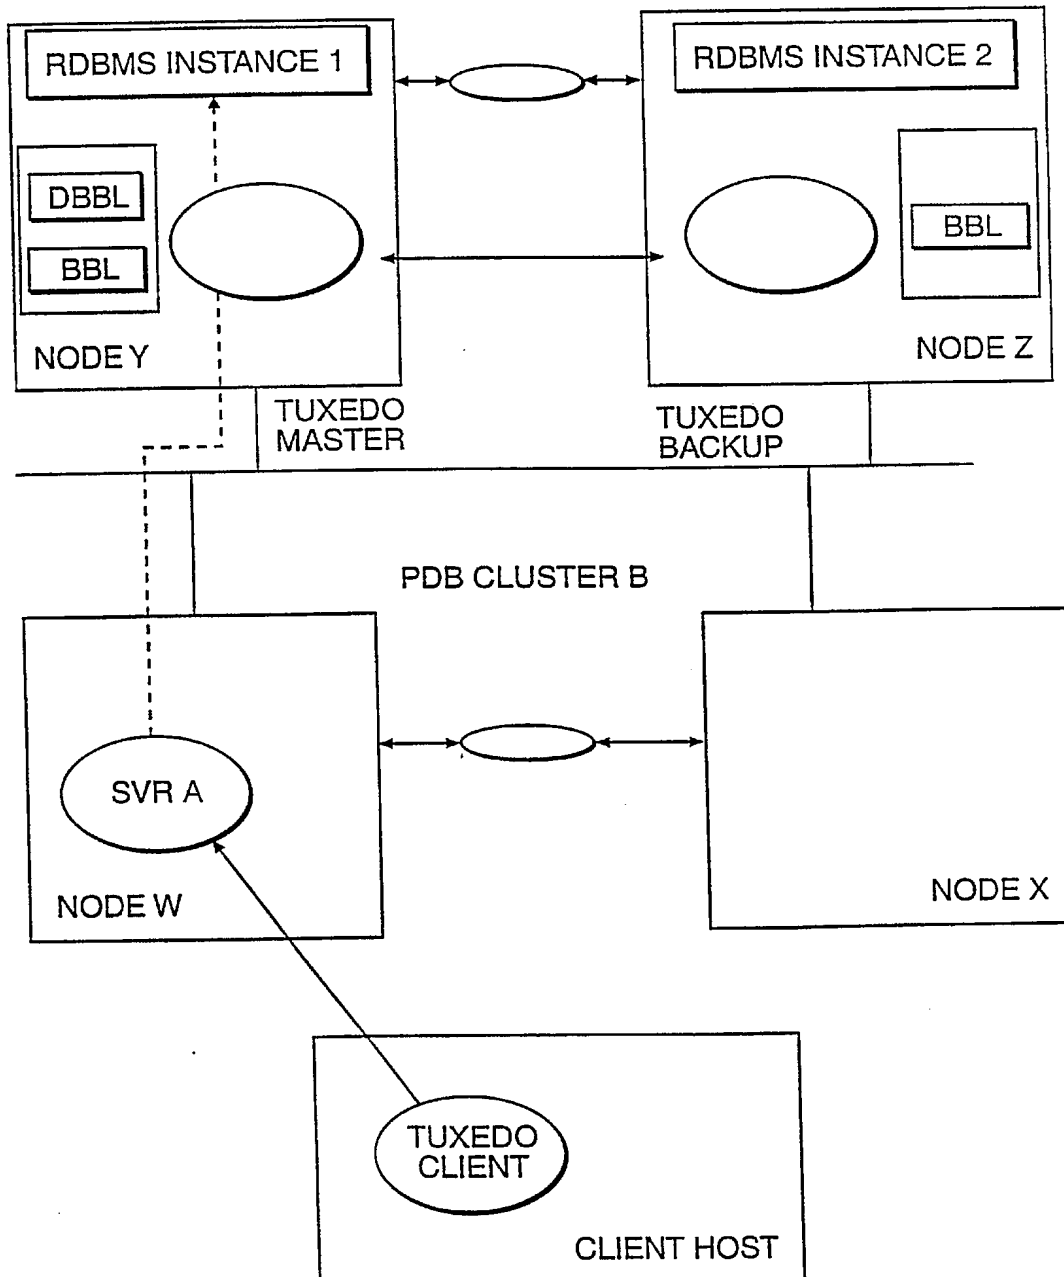 RDBMS INSTANCE 1
RDBMS INSTANCE 2
DBBL
BBL
BBL
NODE Y
NODE Z
TUXEDO
MASTER
TUXEDO
BACKUP
PDB CLUSTER B
SVR A
NODE W
NODE X
TUXEDO
CLIENT
CLIENT HOST